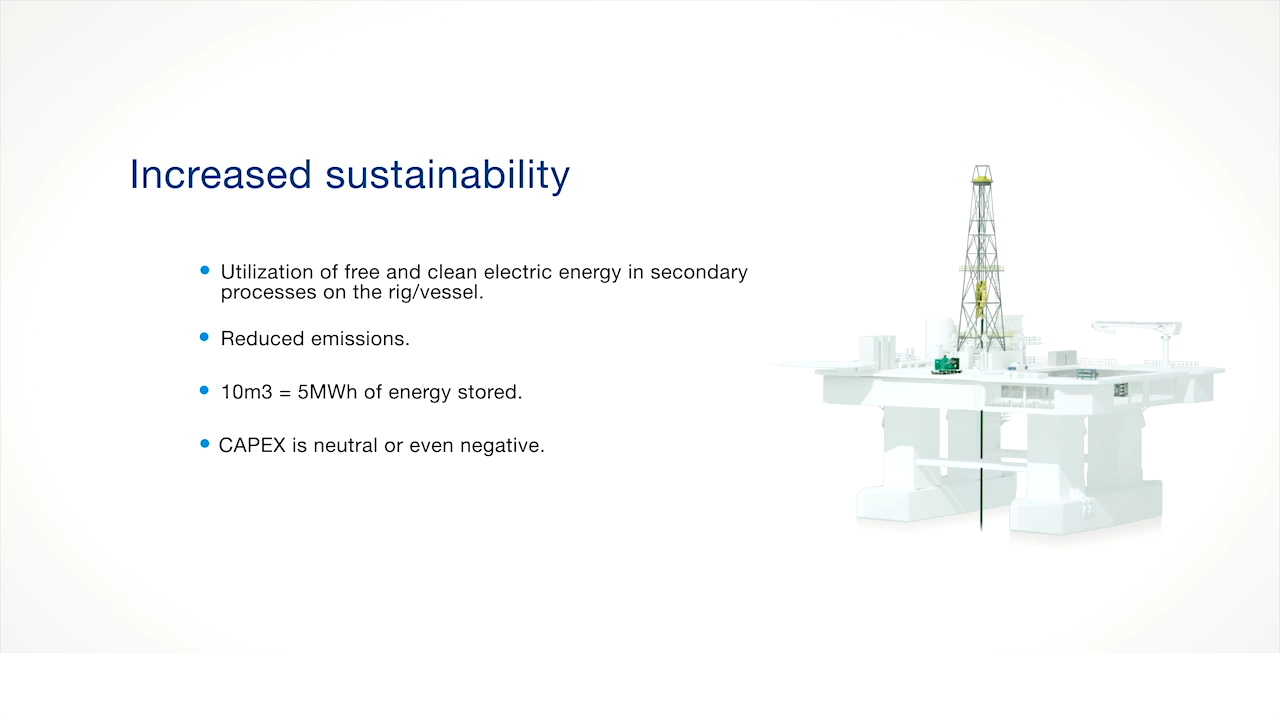 Increased sustainability
Utilization of free and clean electric energy in secondary
processes on the rig/vessel.
Reduced emissions.
10m3 = 5MWh of energy stored.
CAPEX is neutral or even negative.